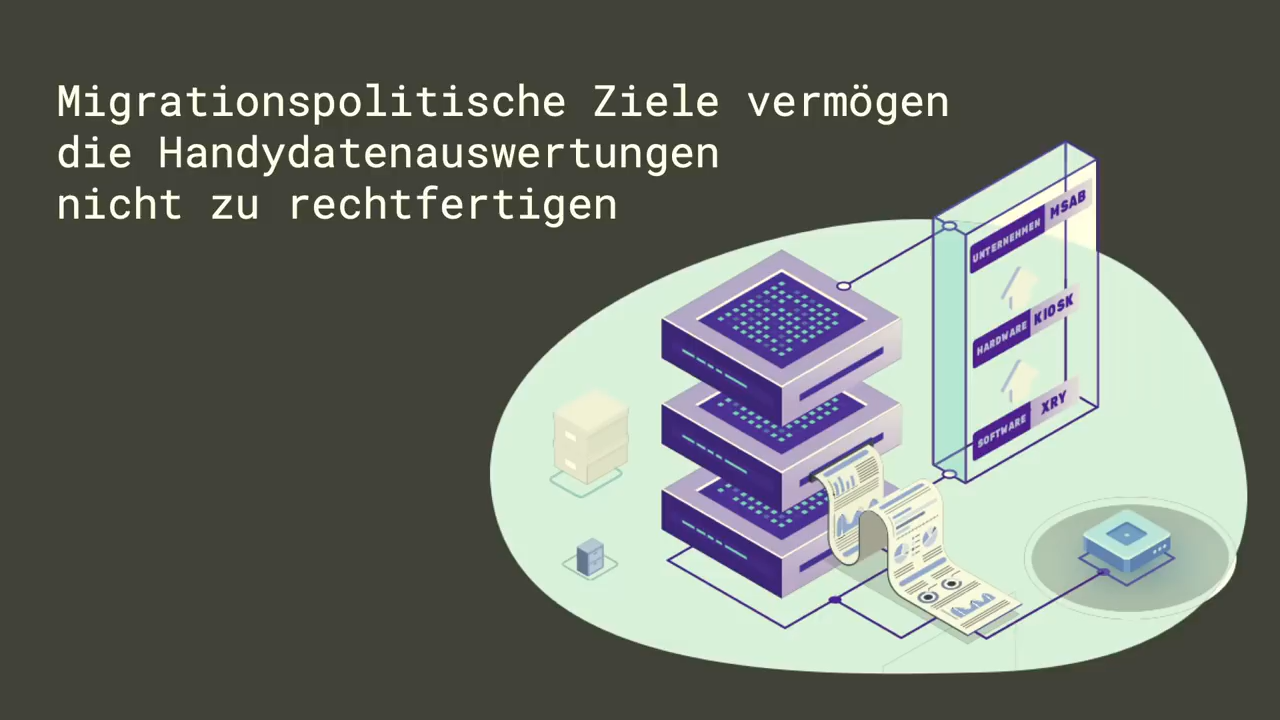 Migrationspolitische Ziele vermögen
die Handydatenauswertungen
nicht zu rechtfertigen
UNTERNEHMEN MSAB
HARDWARE KIOSK
SOFTWARE XRY